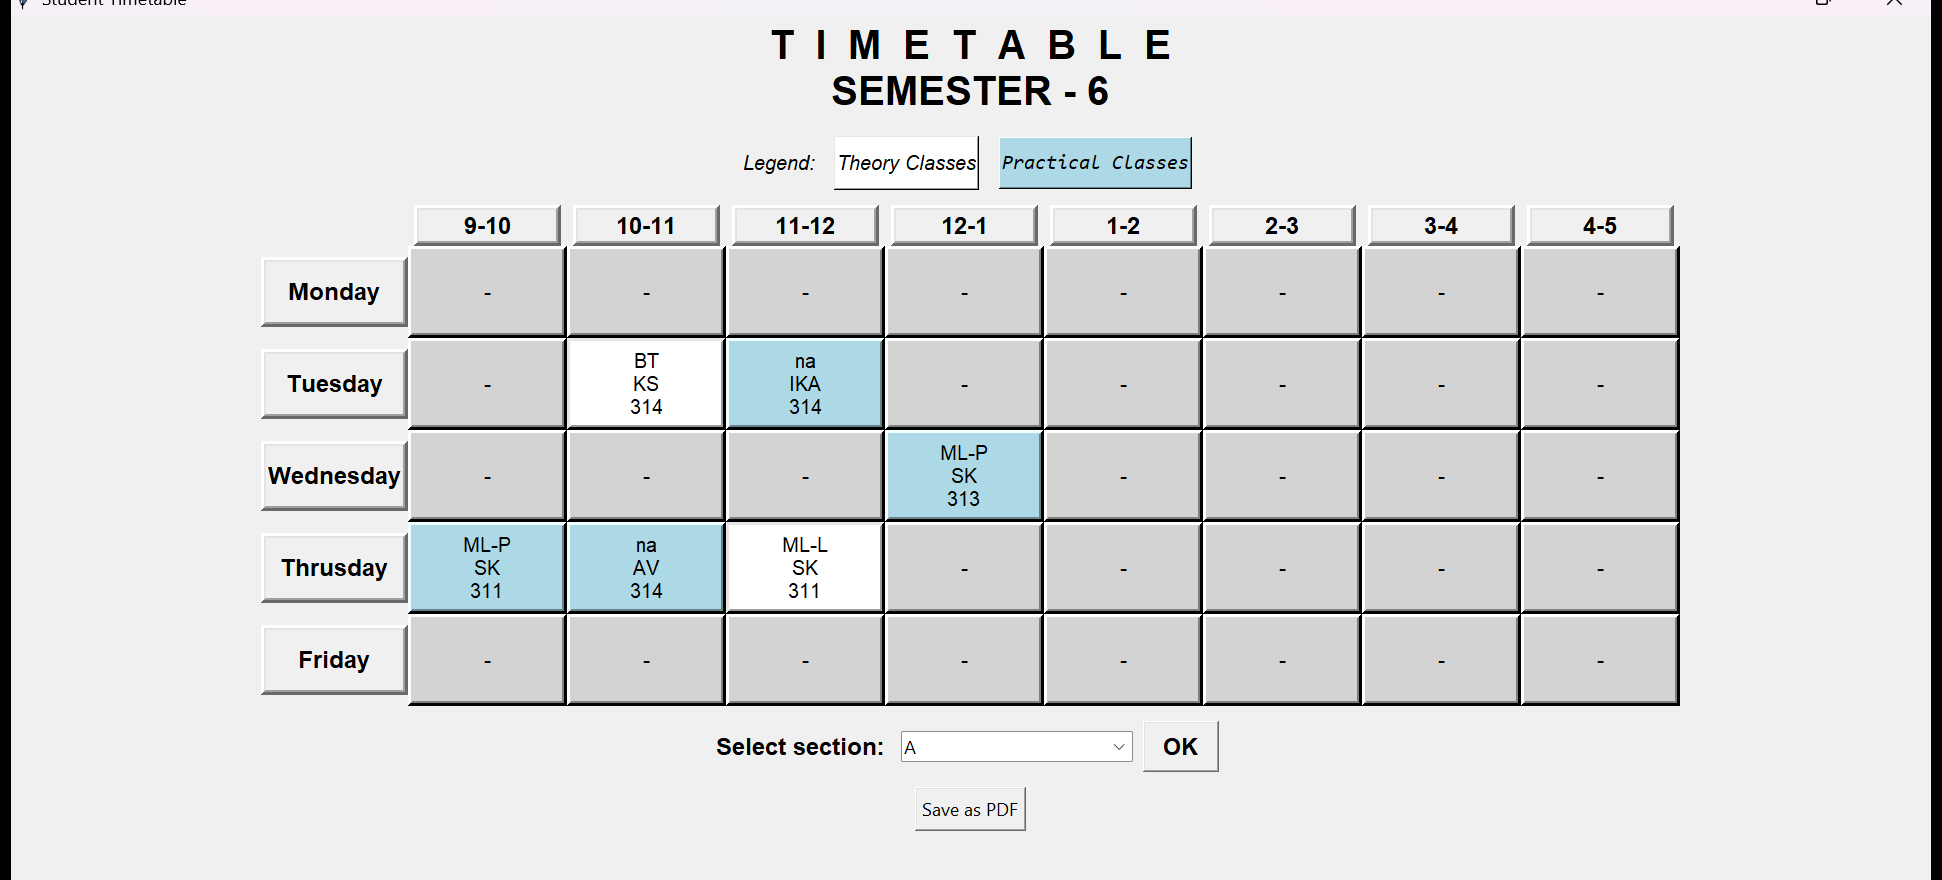 Student Timetable
T I M E T A B L E
SEMESTER - 6
Legend: Theory Classes Practical Classes
9-10 10-11 11-12 12-1 1-2 2-3 3-4 4-5
Monday - - - - - - - -
Tuesday - BT KS 314 na IKA 314 - - - - -
Wednesday - - - ML-P SK 313 - - - -
Thrusday ML-P SK 311 na AV 314 ML-L SK 311 - - - - -
Friday - - - - - - - -
Select section: A OK
Save as PDF